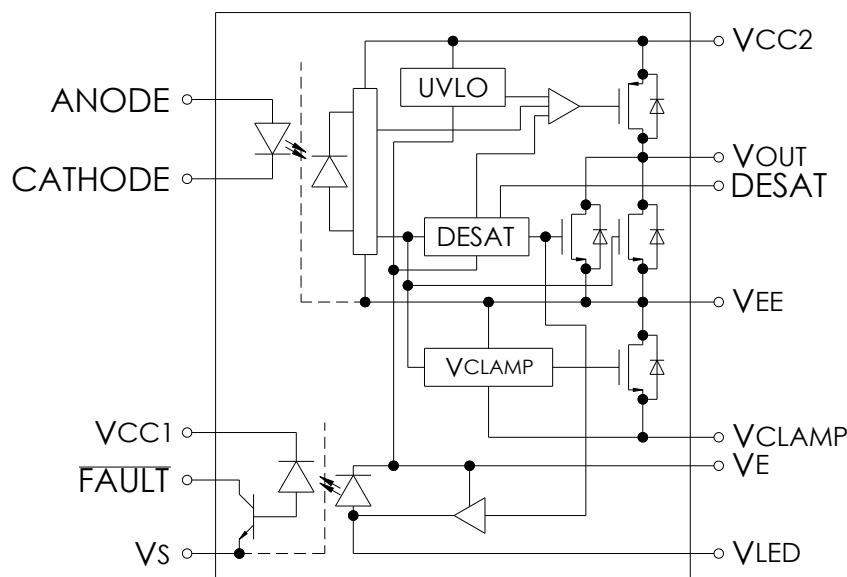 VCC2
UVLO
ANODE
VOUT
CATHODE
DESAT
DESAT
VEE
VCLAMP
VCC1
VCLAMP
VE
FAULT
VS
VLED